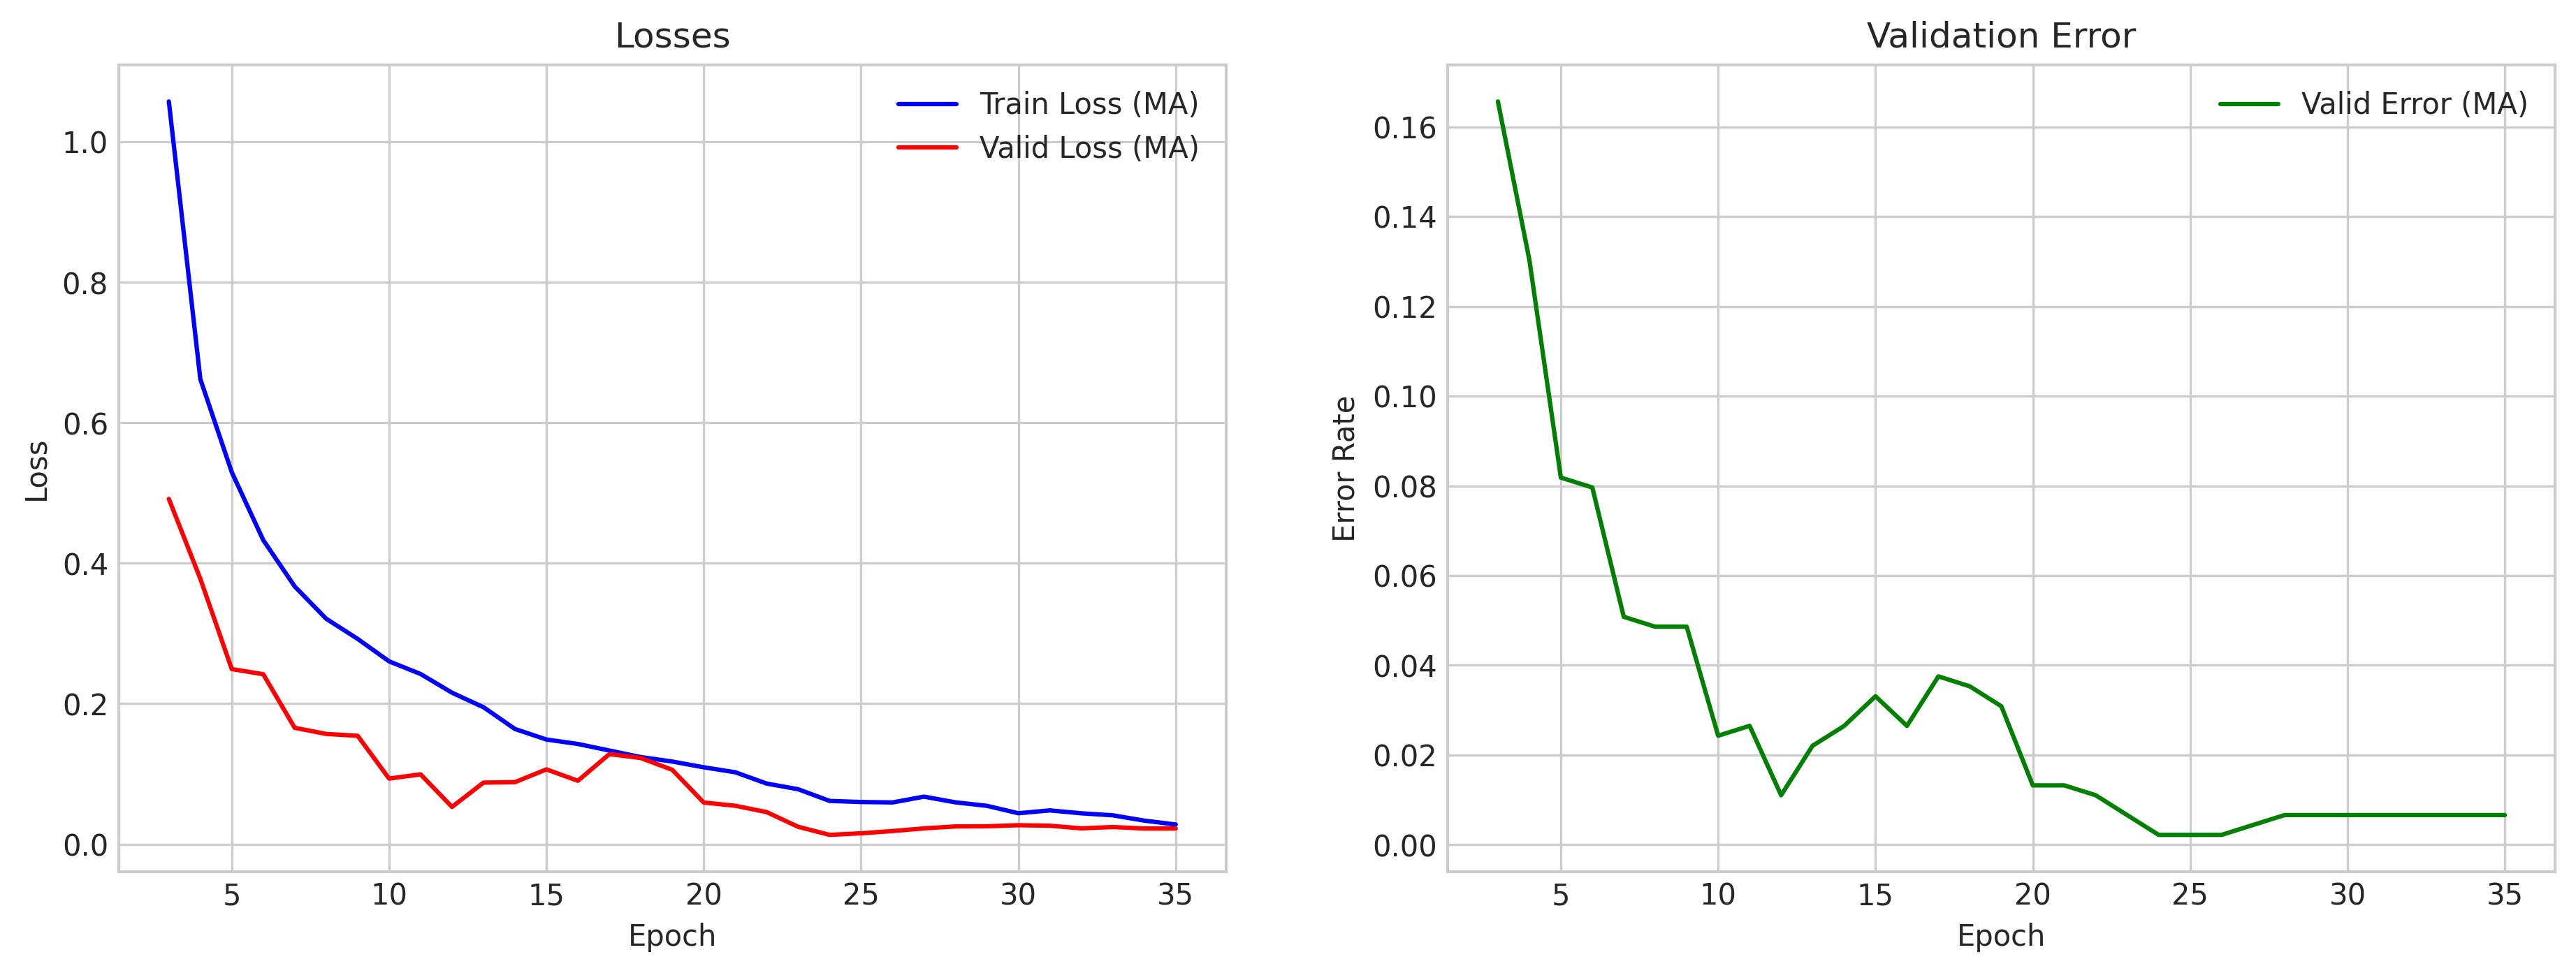 Losses
Train Loss (MA)
Valid Loss (MA)
1.0
0.8
0.6
0.4
0.2
0.0
Loss
5 10 15 20 25 30 35
Epoch
Validation Error
Valid Error (MA)
0.16
0.14
0.12
0.10
0.08
0.06
0.04
0.02
0.00
Error Rate
5 10 15 20 25 30 35
Epoch